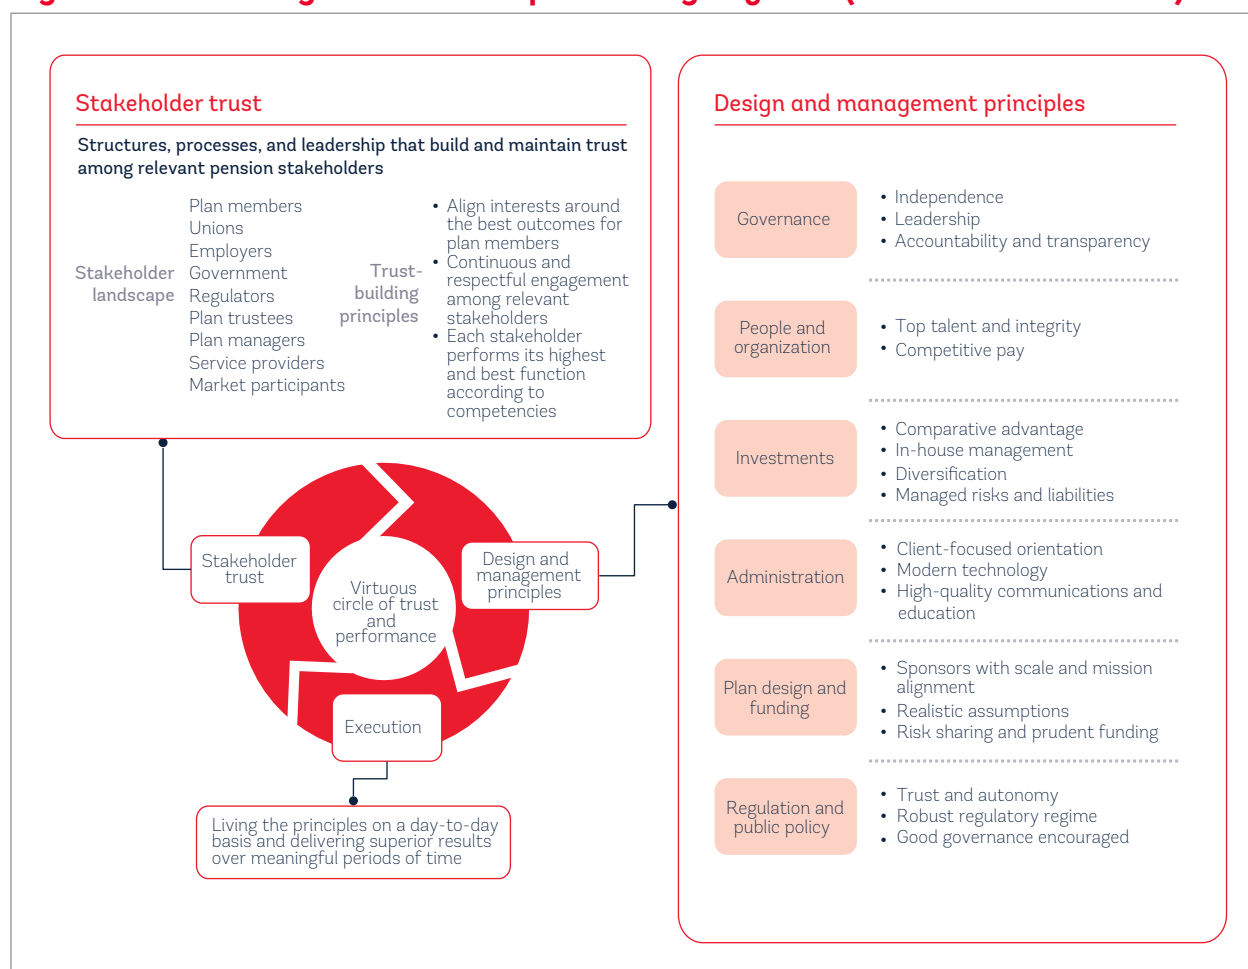 Stakeholder trust
Structures, processes, and leadership that build and maintain trust
among relevant pension stakeholders
Stakeholder
landscape
Plan members
Unions
Employers
Government
Regulators
Plan trustees
Plan managers
Service providers
Market participants
Trust-
building
principles
• Align interests around
the best outcomes for
plan members
• Continuous and
respectful engagement
among relevant
stakeholders
• Each stakeholder
performs its highest
and best function
according to
competencies
Stakeholder
trust
Virtuous
circle of trust
and
performance
Design and
management
principles
Execution
Living the principles on a day-to-day
basis and delivering superior results
over meaningful periods of time
Design and management principles
Governance
• Independence
• Leadership
• Accountability and transparency
People and
organization
• Top talent and integrity
• Competitive pay
Investments
• Comparative advantage
• In-house management
• Diversification
• Managed risks and liabilities
Administration
• Client-focused orientation
• Modern technology
• High-quality communications and
education
Plan design and
funding
• Sponsors with scale and mission
alignment
• Realistic assumptions
• Risk sharing and prudent funding
Regulation and
public policy
• Trust and autonomy
• Robust regulatory regime
• Good governance encouraged